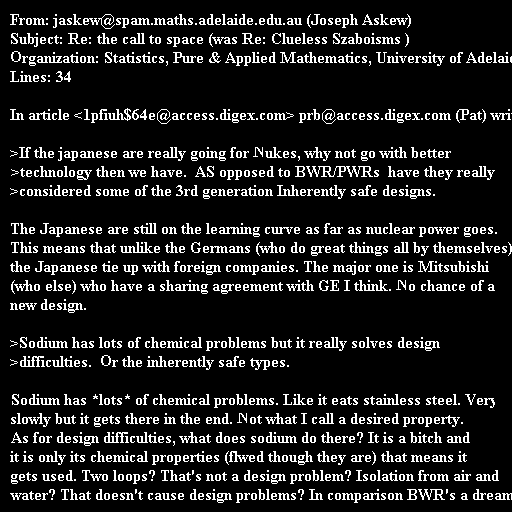 From: jaskew@spam.maths.adelaide.edu.au (Joseph Askew)
Subject: Re: the call to space (was Re: Clueless Szaboisms )
Organization: Statistics, Pure & Applied Mathematics, University of Adelai
Lines: 34
In article <1pfiuh$64e@access.digex.com> prb@access.digex.com (Pat) wri
>If the japanese are really going for Nukes, why not go with better
>technology then we have.  AS opposed to BWR/PWRs  have they really
>considered some of the 3rd generation Inherently safe designs.
The Japanese are still on the learning curve as far as nuclear power goes.
This means that unlike the Germans (who do great things all by themselves)
the Japanese tie up with foreign companies. The major one is Mitsubishi
(who else) who have a sharing agreement with GE I think. No chance of a
new design.
>Sodium has lots of chemical problems but it really solves design
>difficulties.  Or the inherently safe types.
Sodium has *lots* of chemical problems. Like it eats stainless steel. Very
slowly but it gets there in the end. Not what I call a desired property.
As for design difficulties, what does sodium do there? It is a bitch and
it is only its chemical properties (flwed though they are) that means it
gets used. Two loops? That's not a design problem? Isolation from air and
water? That doesn't cause design problems? In comparison BWR's a dream